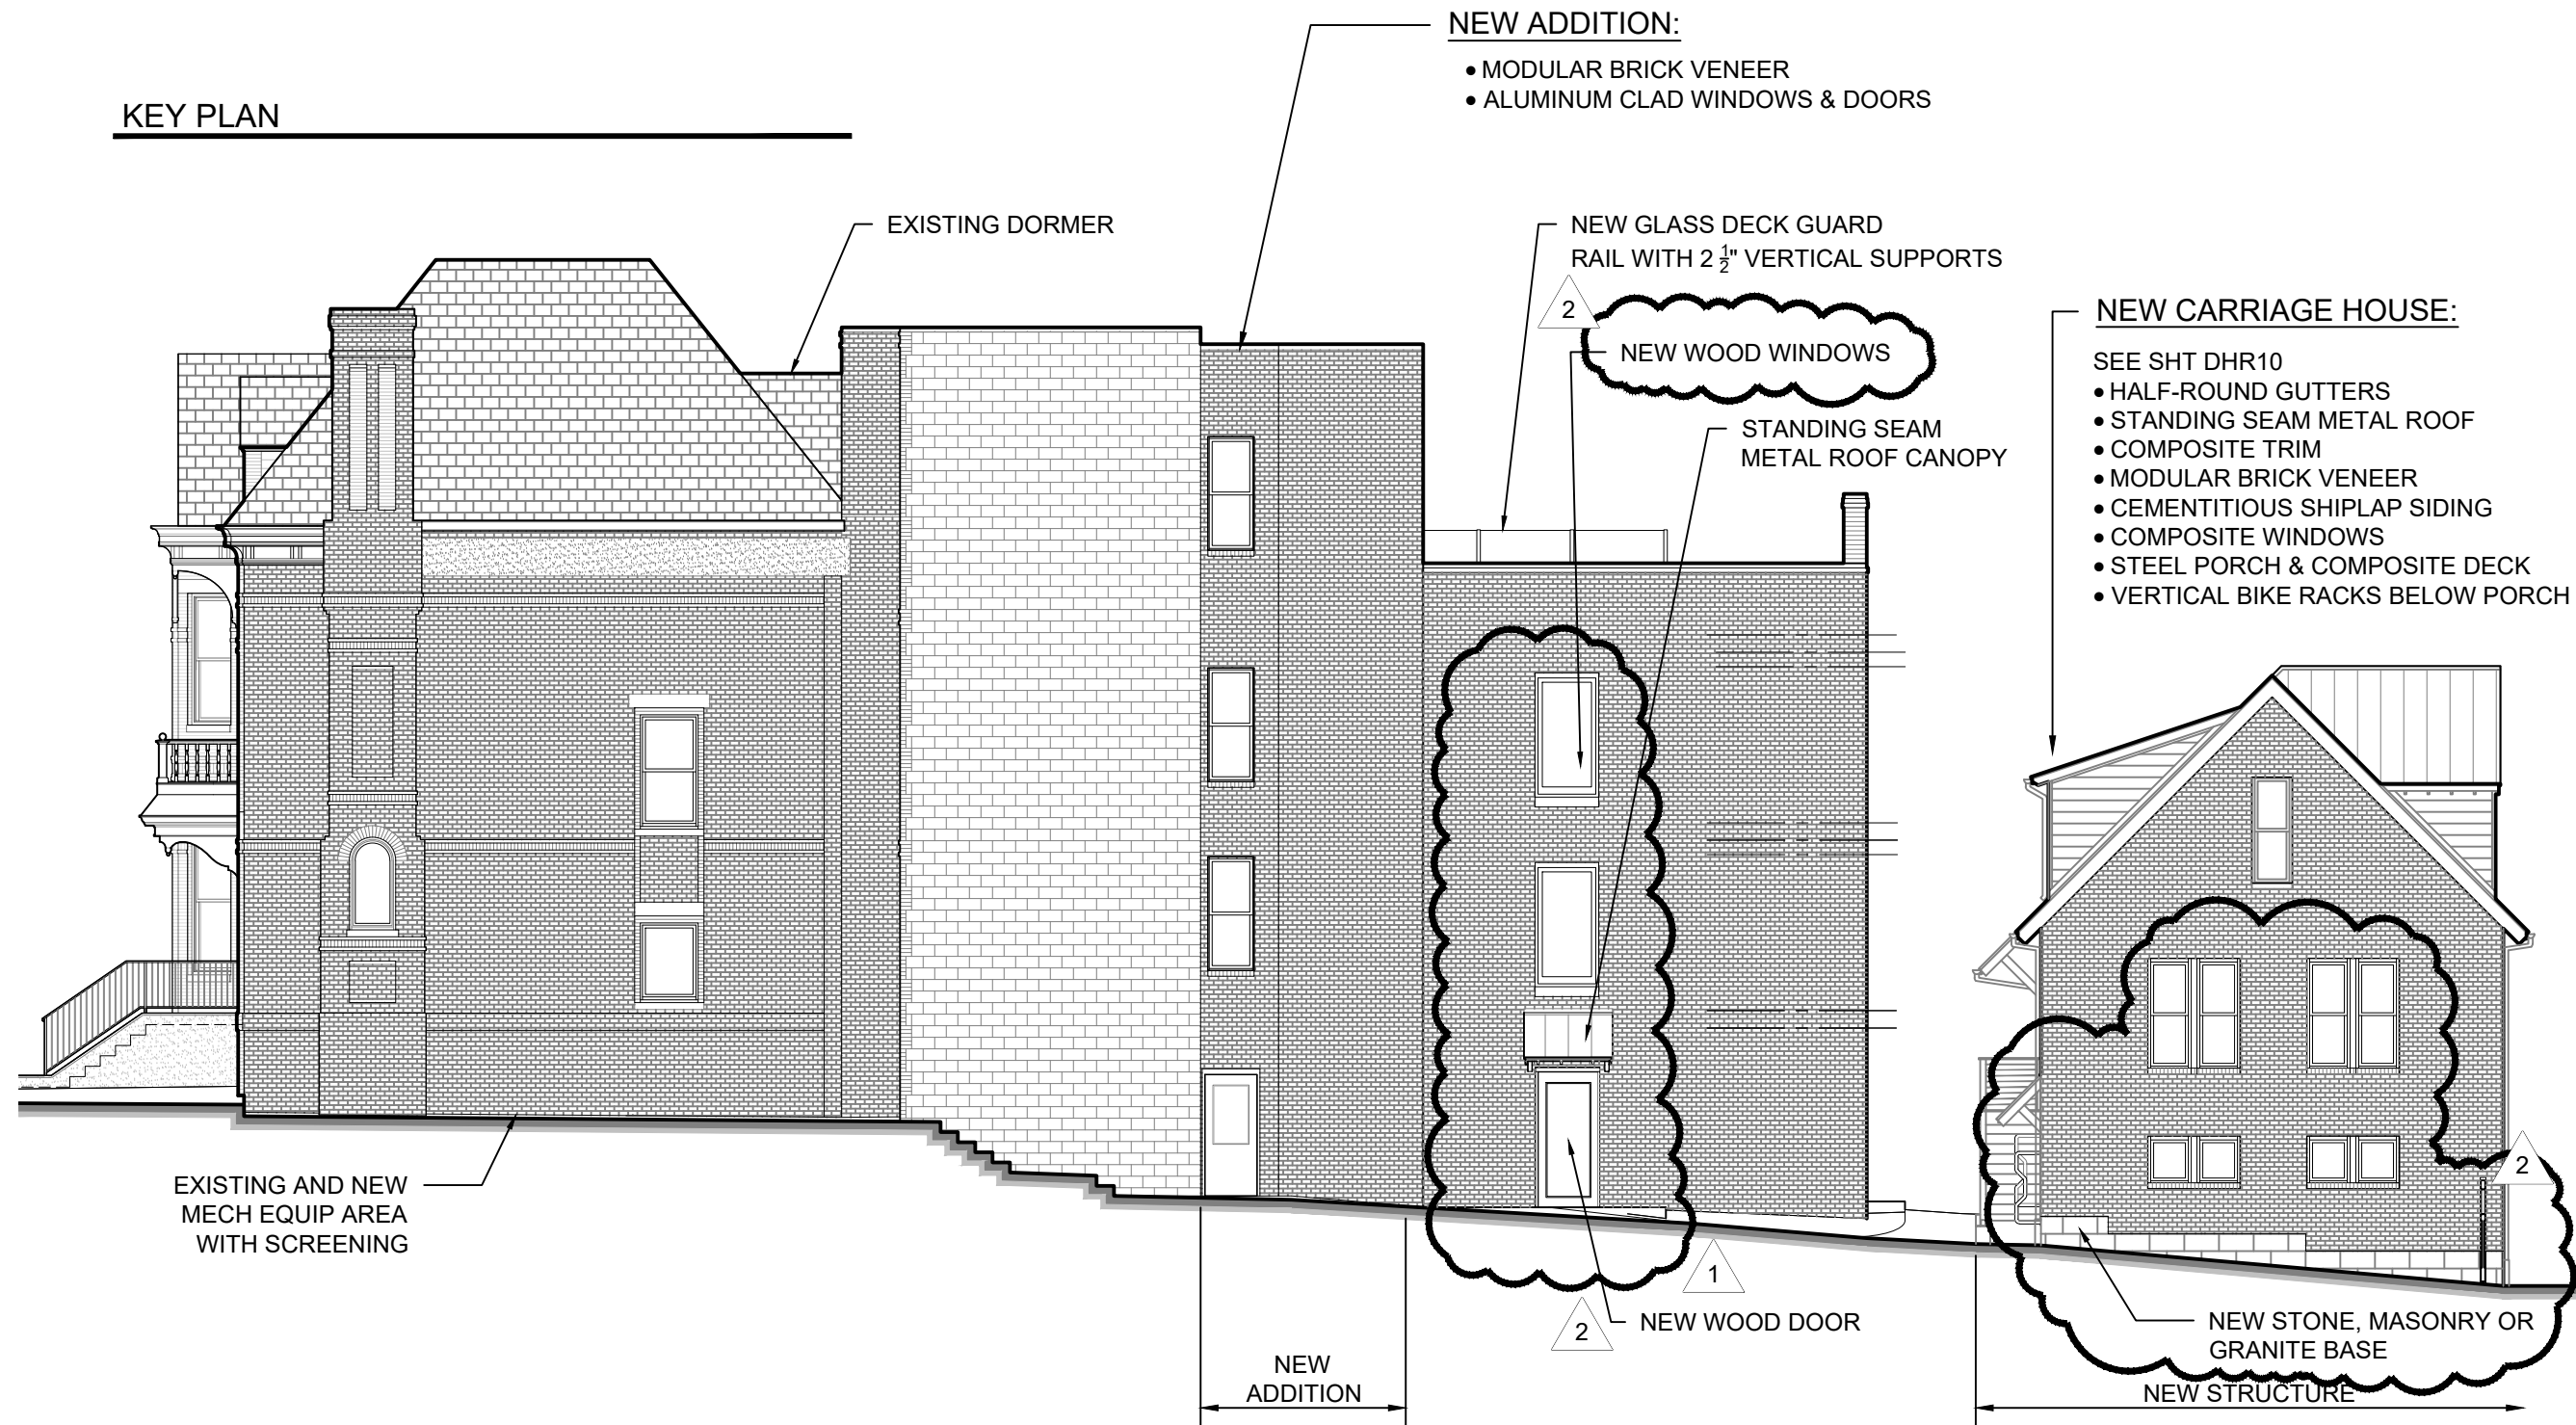 NEW ADDITION:
• MODULAR BRICK VENEER
• ALUMINUM CLAD WINDOWS & DOORS
KEY PLAN
EXISTING DORMER
NEW GLASS DECK GUARD
RAIL WITH 2 1/2" VERTICAL SUPPORTS
2
NEW WOOD WINDOWS
STANDING SEAM
METAL ROOF CANOPY
NEW CARRIAGE HOUSE:
SEE SHT DHR10
• HALF-ROUND GUTTERS
• STANDING SEAM METAL ROOF
• COMPOSITE TRIM
• MODULAR BRICK VENEER
• CEMENTITIOUS SHIPLAP SIDING
• COMPOSITE WINDOWS
• STEEL PORCH & COMPOSITE DECK
• VERTICAL BIKE RACKS BELOW PORCH
EXISTING AND NEW
MECH EQUIP AREA
WITH SCREENING
2
1
2
NEW WOOD DOOR
NEW STONE, MASONRY OR
GRANITE BASE
NEW
ADDITION
NEW STRUCTURE